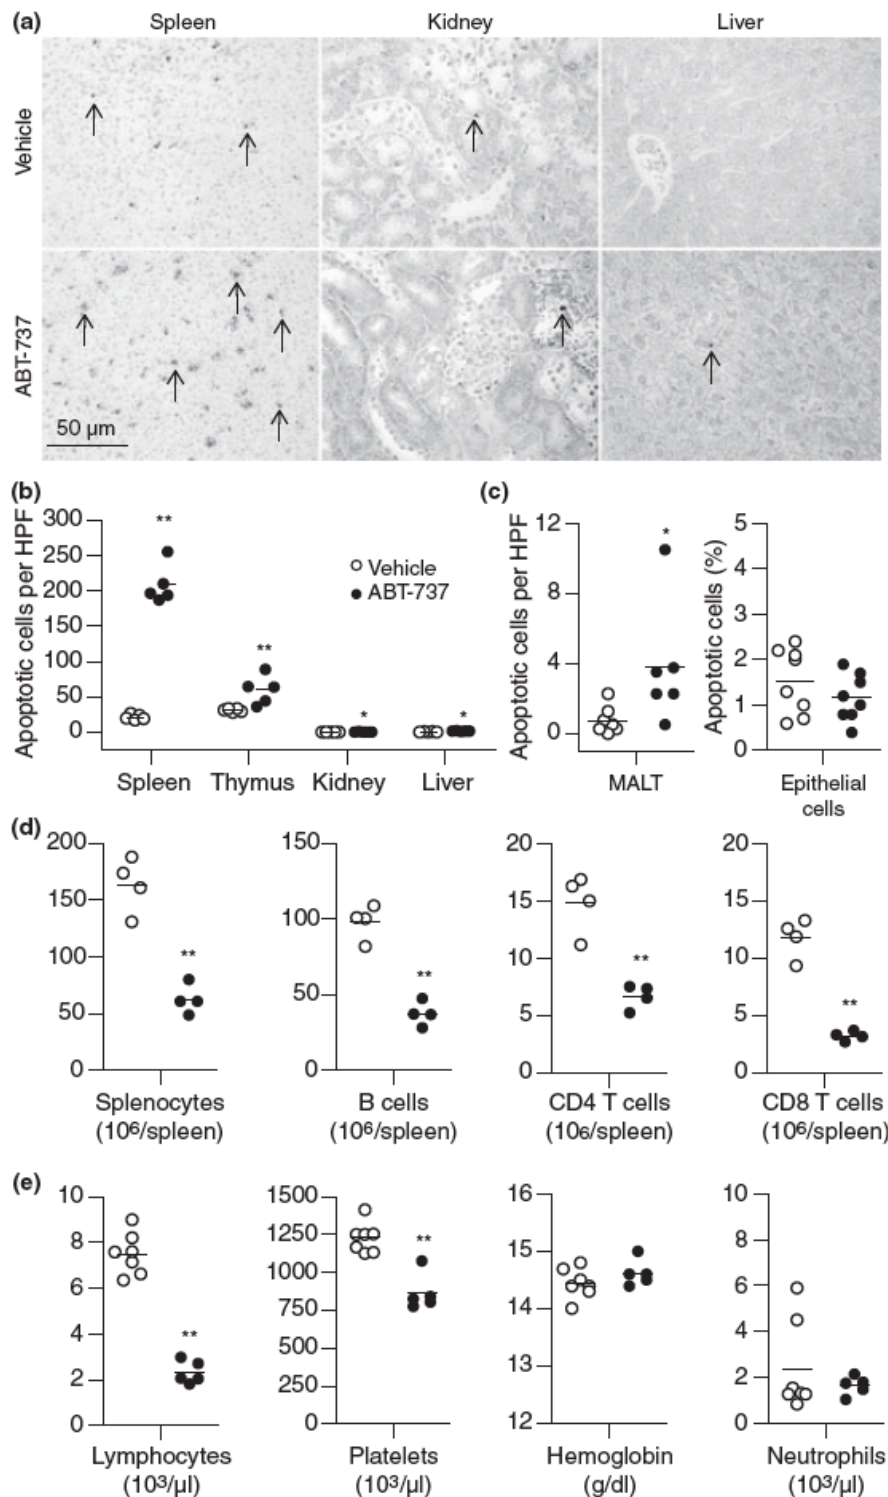 (a) Spleen Kidney Liver
Vehicle
ABT-737
50 µm
(b)
Apoptotic cells per HPF
300
250
200
150
100
50
0
**
**
*
*
Vehicle
ABT-737
Spleen Thymus Kidney Liver
(c)
Apoptotic cells per HPF
12
8
4
0
*
MALT
Apoptotic cells (%)
5
4
3
2
1
0
Epithelial
cells
(d)
200
150
100
50
0
**
Splenocytes
(10⁶/spleen)
150
100
50
0
**
B cells
(10⁶/spleen)
20
15
10
5
0
**
CD4 T cells
(10₆/spleen)
20
15
10
5
0
**
CD8 T cells
(10⁶/spleen)
(e)
10
8
6
4
2
0
**
Lymphocytes
(10³/µl)
1500
1250
1000
750
500
250
0
**
Platelets
(10³/µl)
16
15
14
13
12
Hemoglobin
(g/dl)
10
8
6
4
2
0
Neutrophils
(10³/µl)